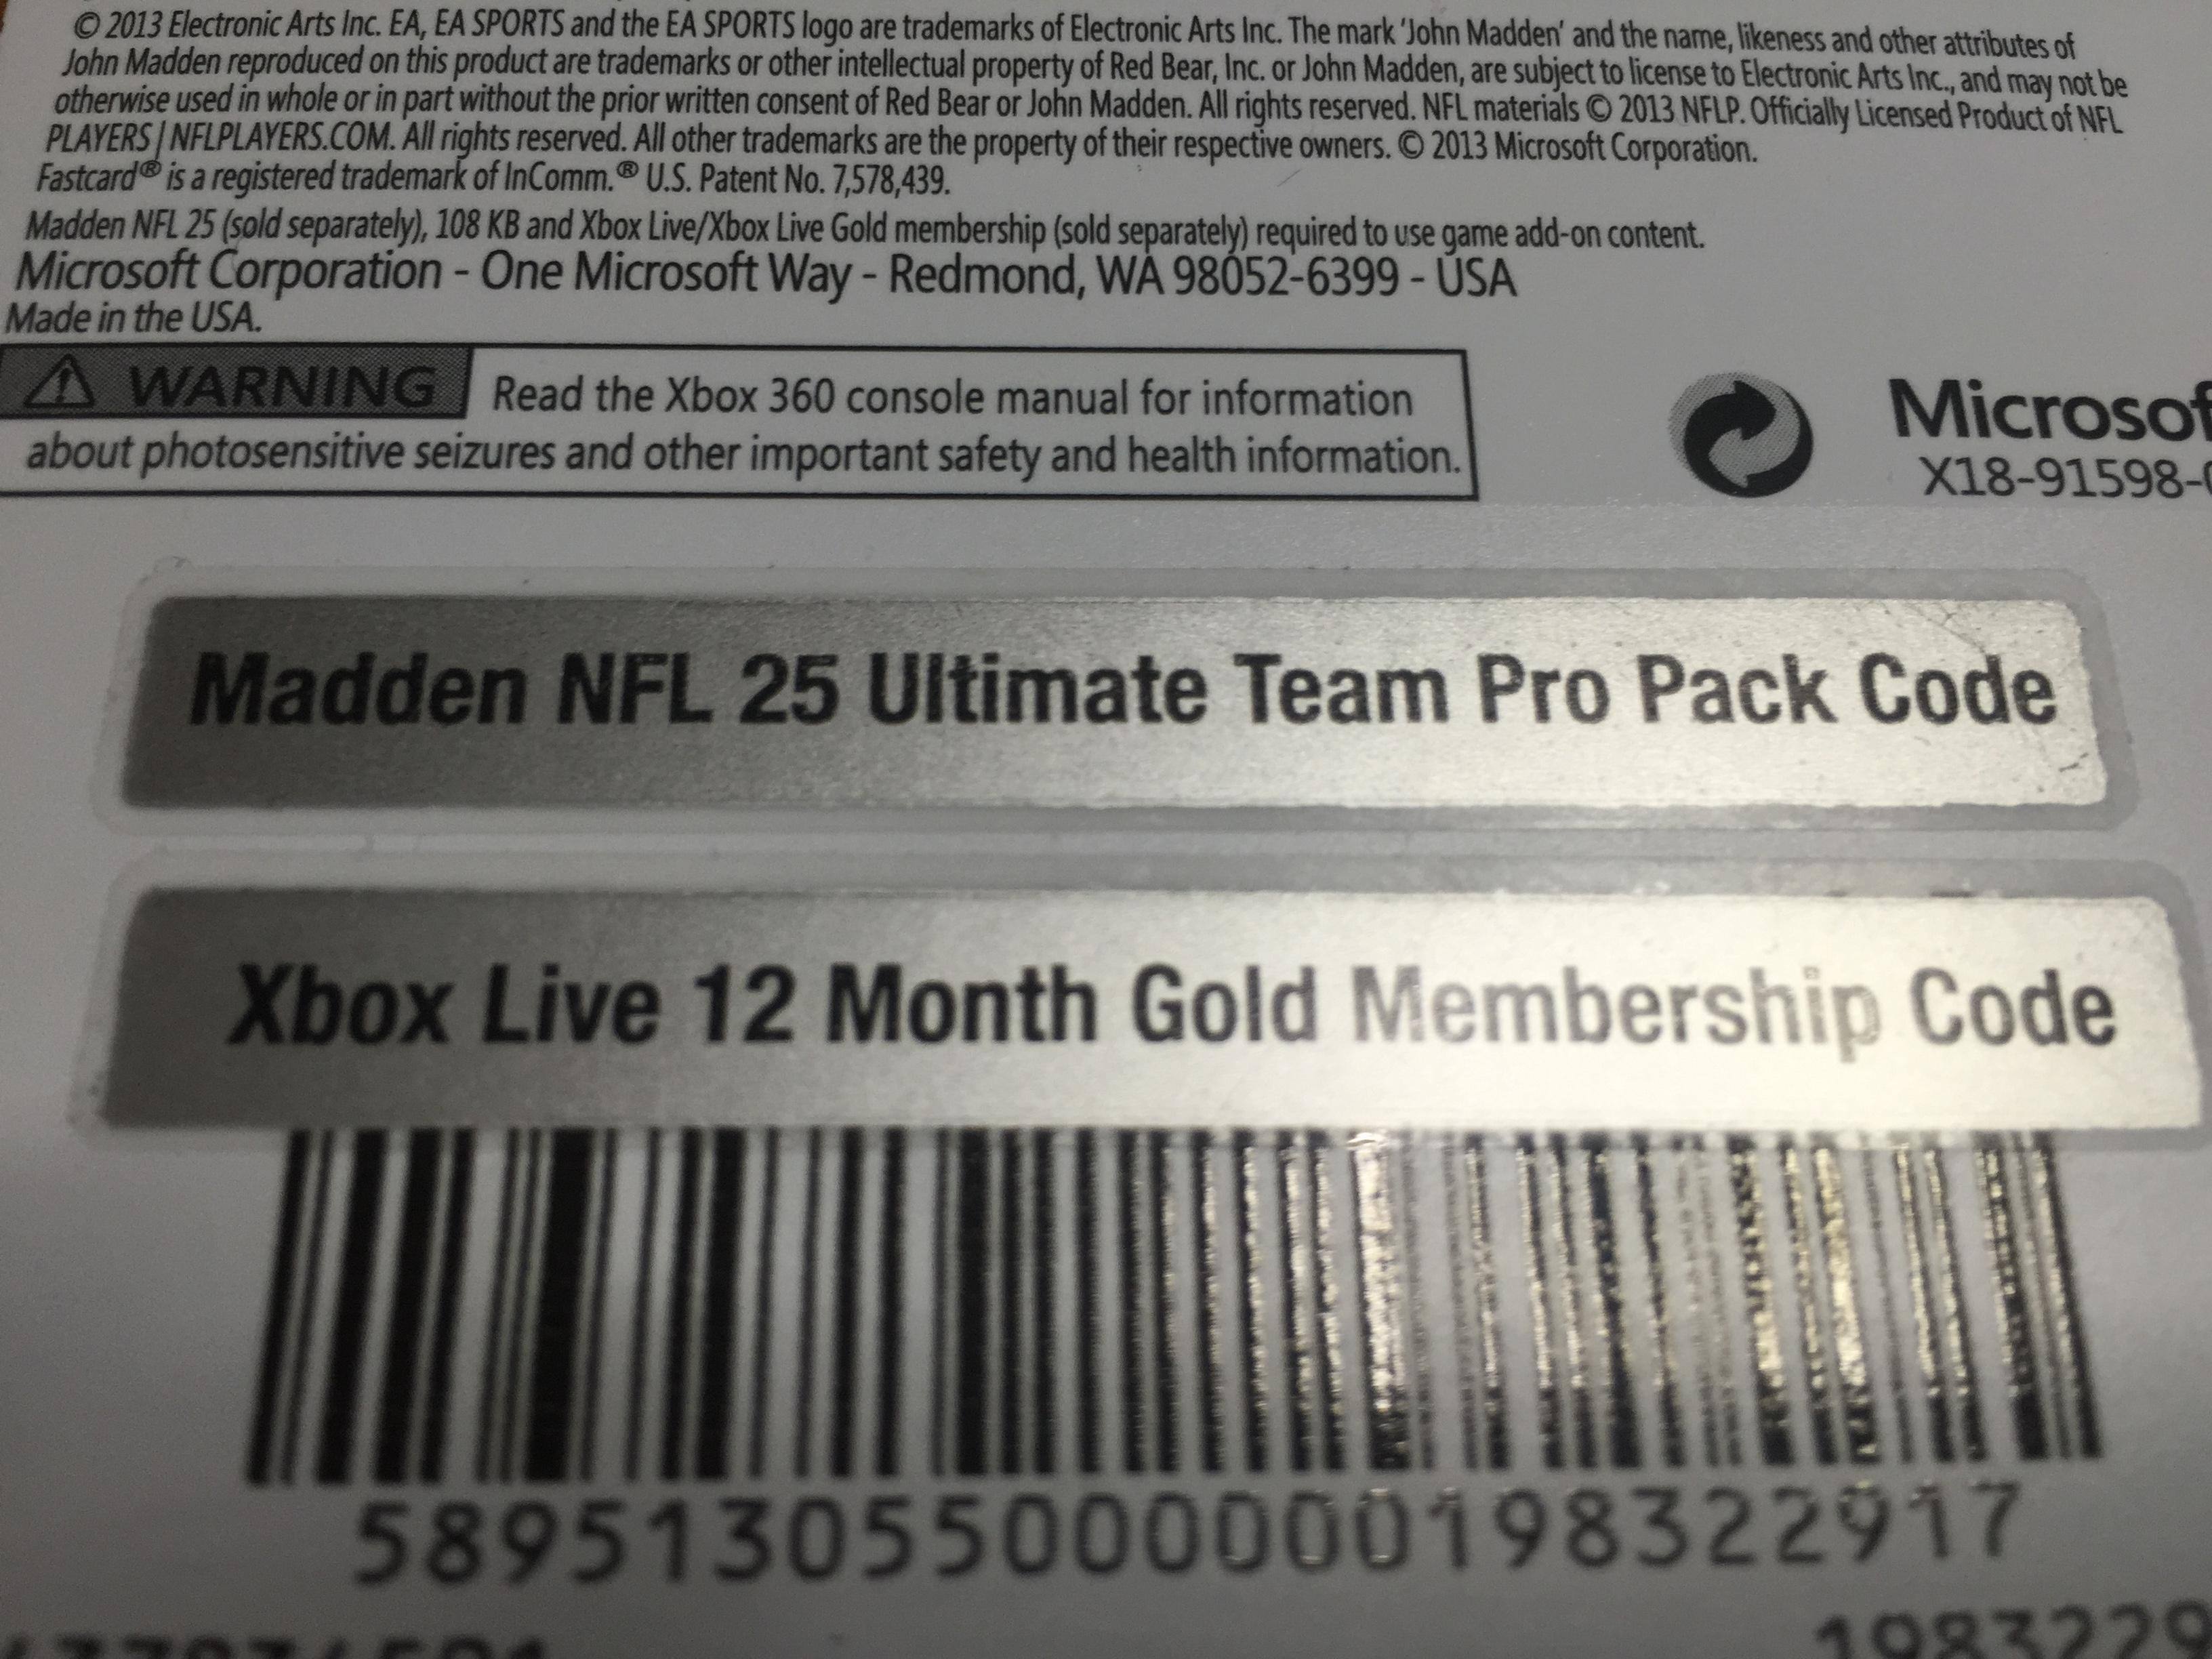 © 2013 Electronic Arts Inc. EA, EA SPORTS and the EA SPORTS logo are trademarks of Electronic Arts Inc. The mark 'John Madden' and the name, likeness and other attributes of
John Madden reproduced on this product are trademarks or other intellectual property of Red Bear, Inc. or John Madden, are subject to license to Electronic Arts Inc., and may not be
otherwise used in whole or in part without the prior written consent of Red Bear or John Madden. All rights reserved. NFL materials © 2013 NFLP. Officially Licensed Product of NFL
PLAYERS | NFLPLAYERS.COM. All rights reserved. All other trademarks are the property of their respective owners. © 2013 Microsoft Corporation.
Fastcard® is a registered trademark of InComm.® U.S. Patent No. 7,578,439.
Madden NFL 25 (sold separately), 108 KB and Xbox Live/Xbox Live Gold membership (sold separately) required to use game add-on content.
Microsoft Corporation - One Microsoft Way - Redmond, WA 98052-6399 - USA
Made in the USA.
WARNING Read the Xbox 360 console manual for information
about photosensitive seizures and other important safety and health information.
Microsof
X18-91598-
Madden NFL 25 Ultimate Team Pro Pack Code
Xbox Live 12 Month Gold Membership Code
589513055000000198322917
1983229